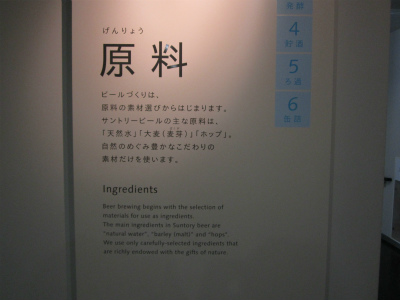 げんりょう
原料
ビールづくりは、
原料の素材選びからはじまります。
サントリービールの主な原料は、
「天然水」「大麦(麦芽)」「ホップ」。
自然のめぐみ豊かなこだわりの
素材だけを使います。
Ingredients
Beer brewing begins with the selection of
materials for use as ingredients.
The main ingredients in Suntory beer are
"natural water", "barley (malt)" and "hops".
We use only carefully-selected ingredients that
are richly endowed with the gifts of nature.
4
貯蔵
5
ろ過
6